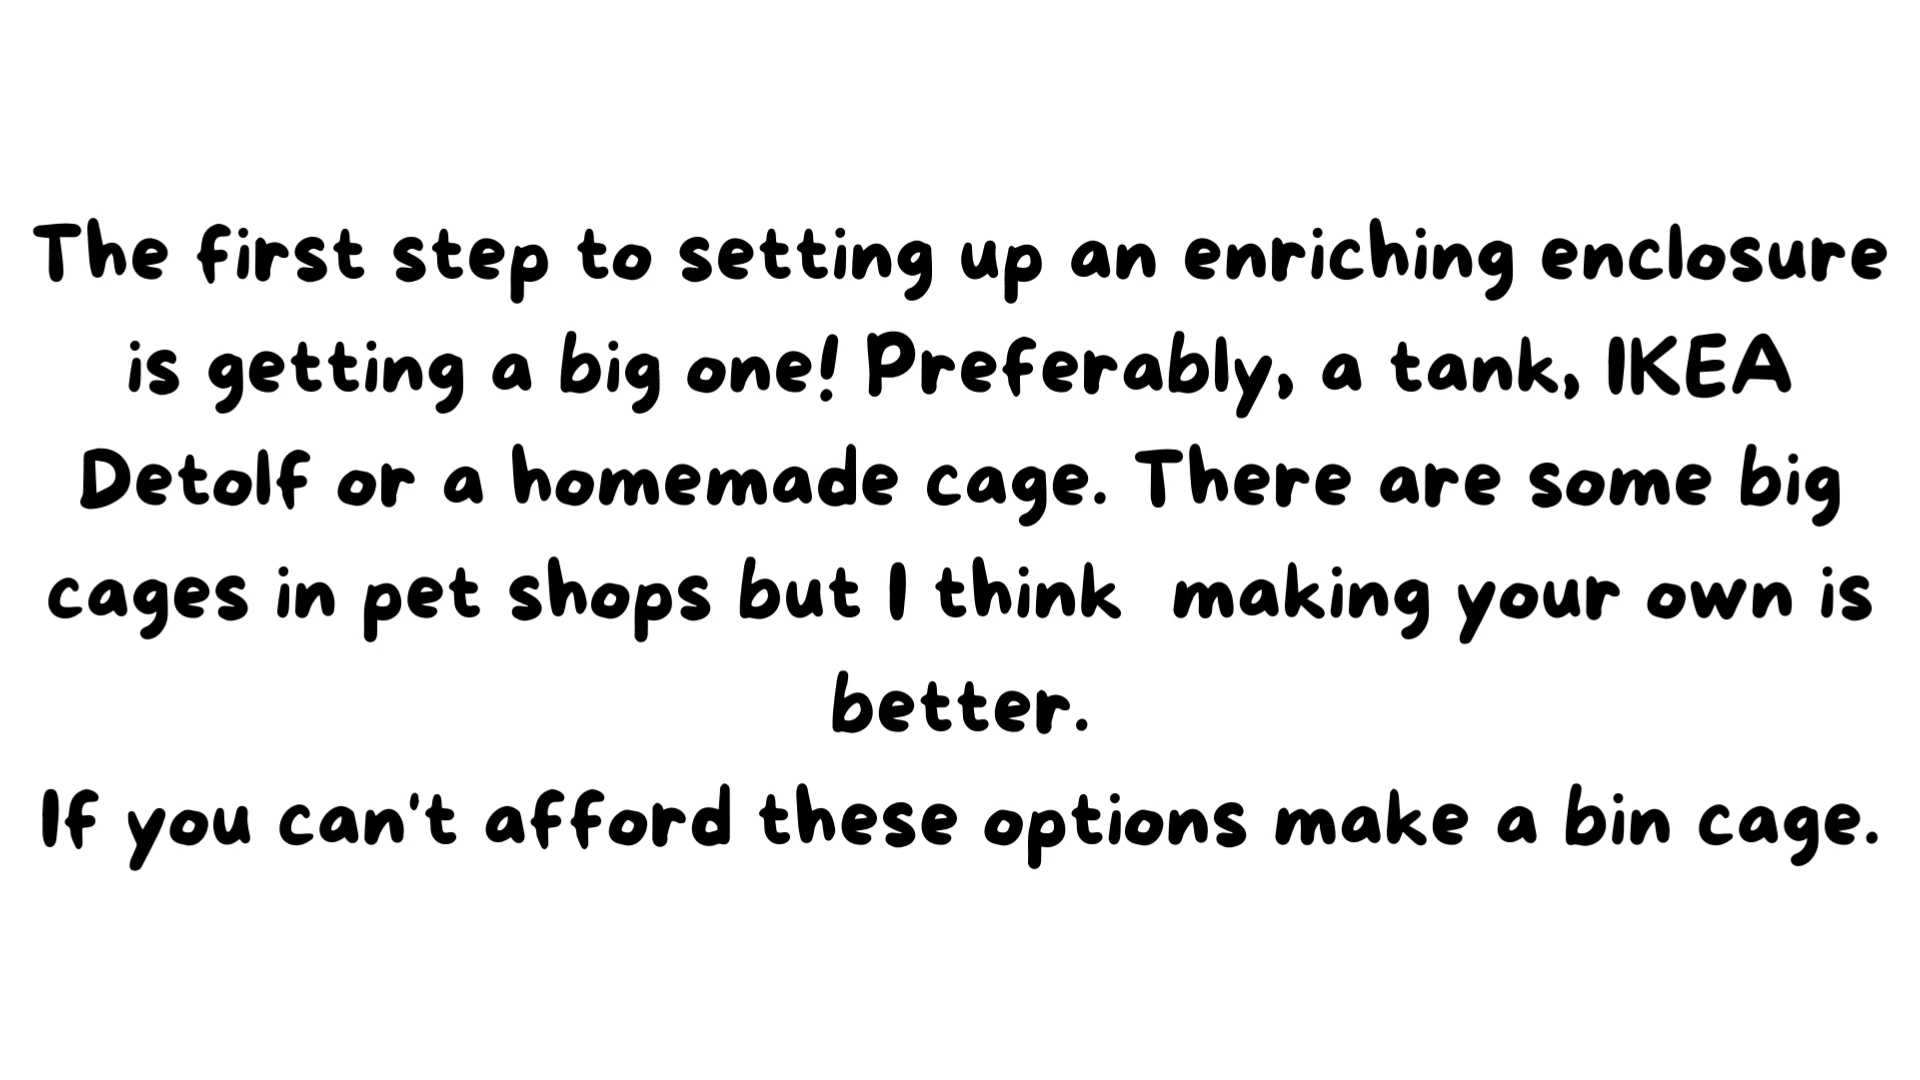 The first step to setting up an enriching enclosure
is getting a big one! Preferably, a tank, IKEA
Detolf or a homemade cage. There are some big
cages in pet shops but I think  making your own is
better.
If you can't afford these options make a bin cage.